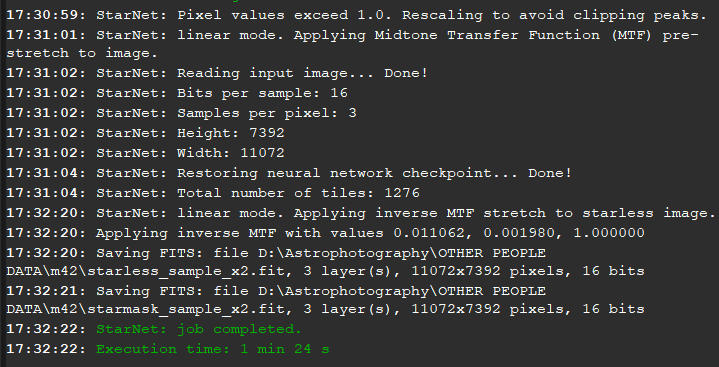 17:30:59: StarNet: Pixel values exceed 1.0. Rescaling to avoid clipping peaks.
17:31:01: StarNet: linear mode. Applying Midtone Transfer Function (MTF) pre-
stretch to image.
17:31:02: StarNet: Reading input image... Done!
17:31:02: StarNet: Bits per sample: 16
17:31:02: StarNet: Samples per pixel: 3
17:31:02: StarNet: Height: 7392
17:31:02: StarNet: Width: 11072
17:31:04: StarNet: Restoring neural network checkpoint... Done!
17:31:04: StarNet: Total number of tiles: 1276
17:32:20: StarNet: linear mode. Applying inverse MTF stretch to starless image.
17:32:20: Applying inverse MTF with values 0.011062, 0.001980, 1.000000
17:32:20: Saving FITS: file D:\Astrophotography\OTHER PEOPLE
DATA\m42\starless_sample_x2.fit, 3 layer(s), 11072x7392 pixels, 16 bits
17:32:21: Saving FITS: file D:\Astrophotography\OTHER PEOPLE
DATA\m42\starmask_sample_x2.fit, 3 layer(s), 11072x7392 pixels, 16 bits
17:32:22: StarNet: job completed.
17:32:22: Execution time: 1 min 24 s